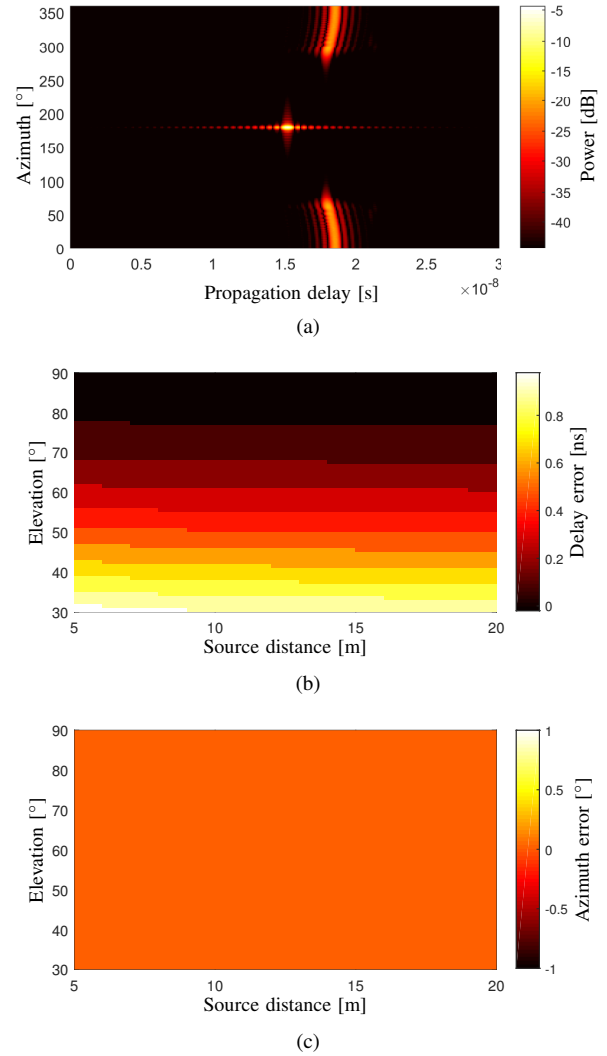 350
300
250
200
150
100
50
0
Azimuth [°]
0 0.5 1 1.5 2 2.5 3
Propagation delay [s]
×10⁻⁸
-5
-10
-15
-20
-25
-30
-35
-40
Power [dB]
(a)
90
80
70
60
50
40
30
Elevation [°]
5 10 15 20
Source distance [m]
0.8
0.6
0.4
0.2
0
Delay error [ns]
(b)
90
80
70
60
50
40
30
Elevation [°]
5 10 15 20
Source distance [m]
1
0.5
0
-0.5
-1
Azimuth error [°]
(c)